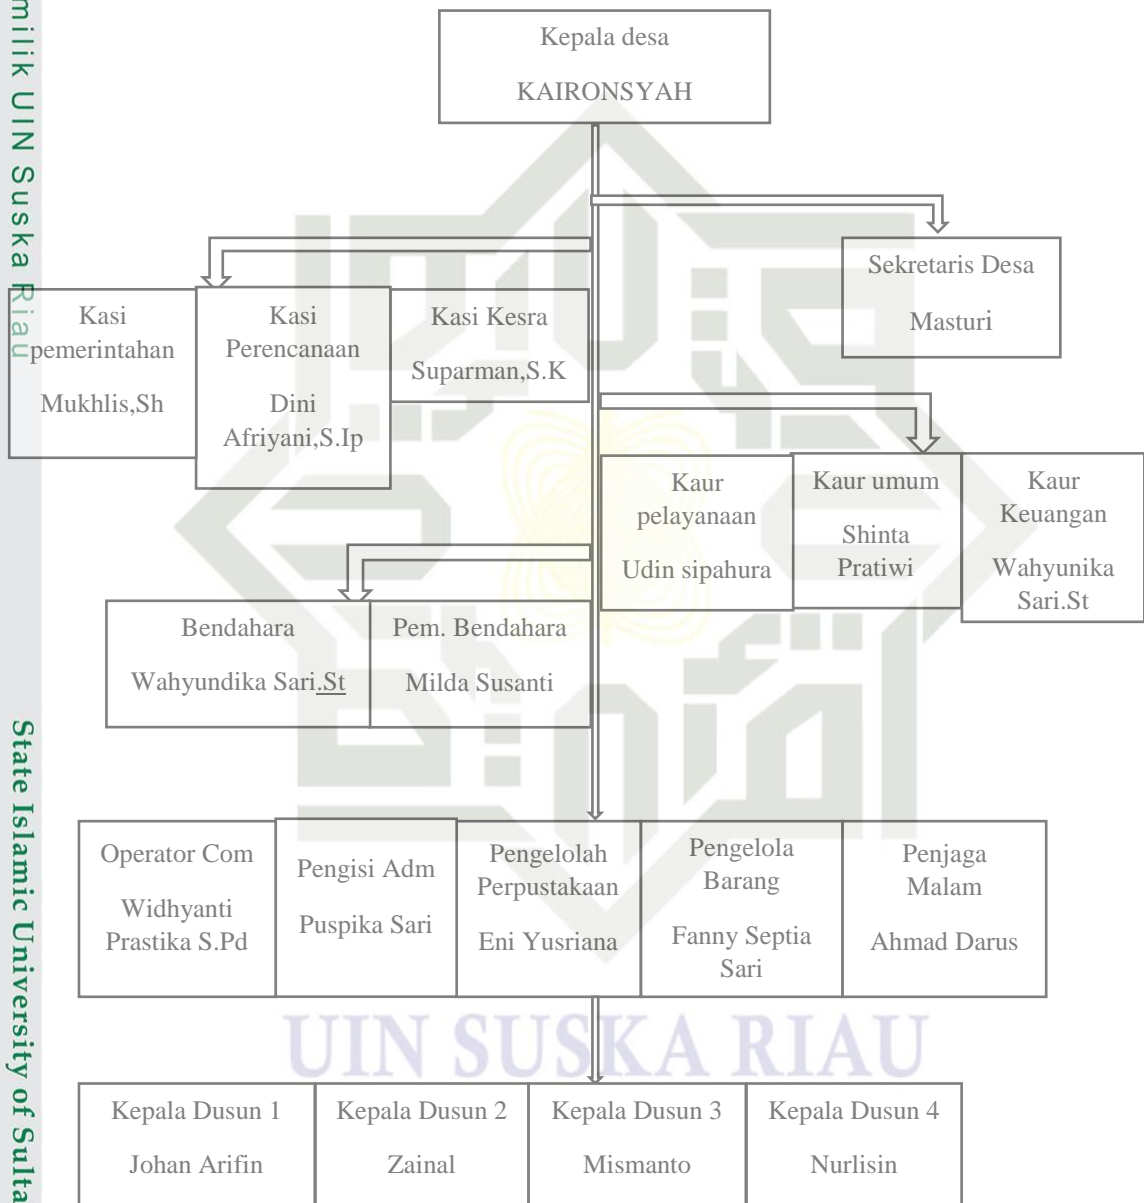 milik UIN Suska Riau
State Islamic University of Sulta
Kepala desa
KAIRONSYAH
Sekretaris Desa
Masturi
Kasi
pemerintahan
Mukhlis,Sh
Kasi
Perencanaan
Dini
Afriyani,S.Ip
Kasi Kesra
Suparman,S.K
Kaur
pelayanaan
Udin sipahura
Kaur umum
Shinta
Pratiwi
Kaur
Keuangan
Wahyunika
Sari.St
Bendahara
Wahyundika Sari.St
Pem. Bendahara
Milda Susanti
Operator Com
Widhyanti
Prastika S.Pd
Pengisi Adm
Puspika Sari
Pengelolah
Perpustakaan
Eni Yusriana
Pengelola
Barang
Fanny Septia
Sari
Penjaga
Malam
Ahmad Darus
UIN SUSKA RIAU
Kepala Dusun 1
Johan Arifin
Kepala Dusun 2
Zainal
Kepala Dusun 3
Mismanto
Kepala Dusun 4
Nurlisin